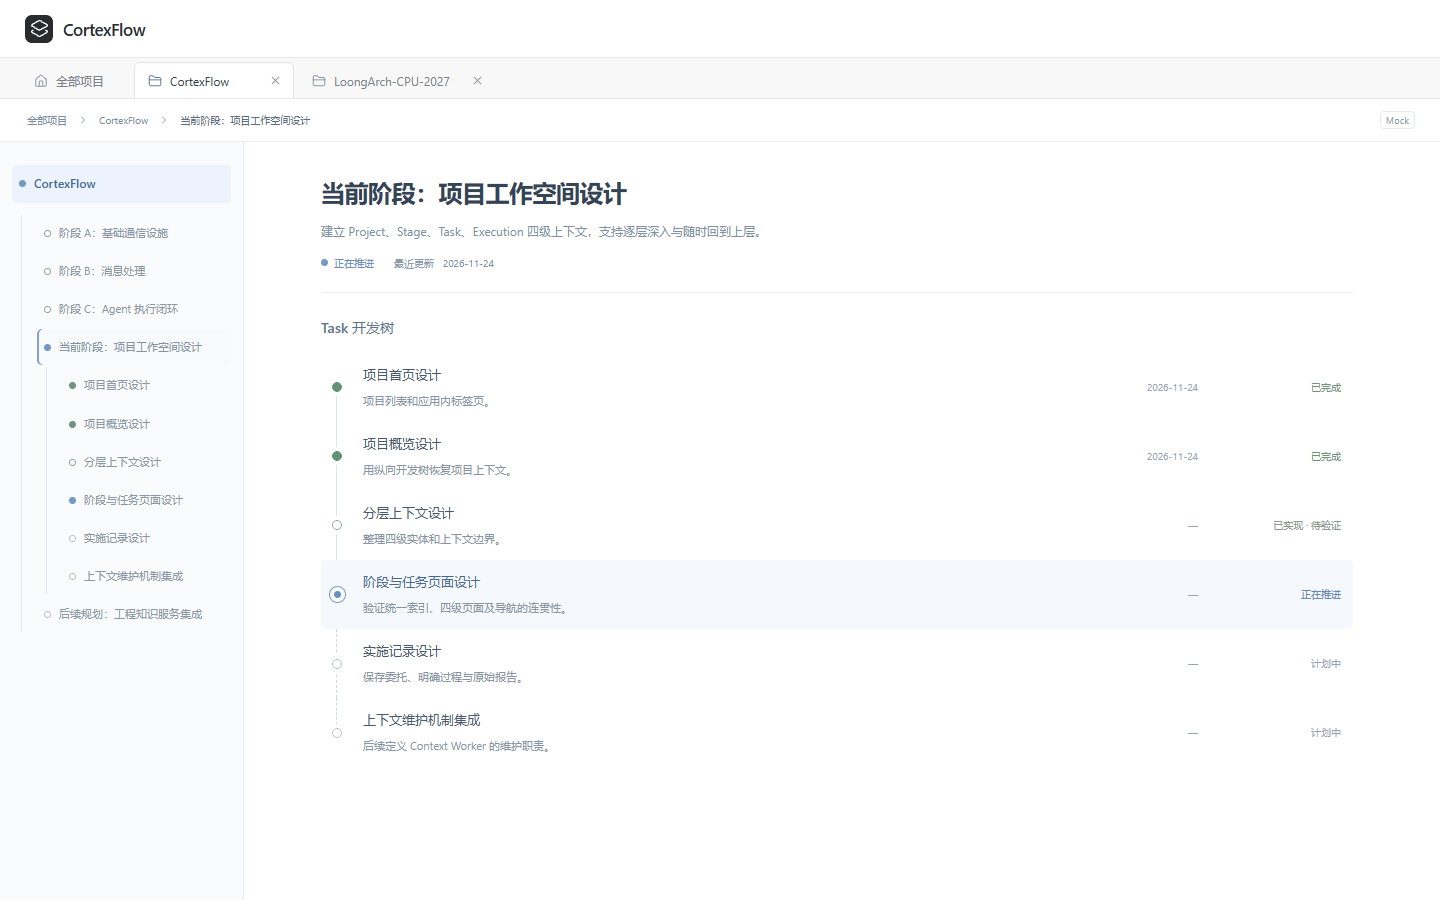 CortexFlow
全部项目
CortexFlow
LoongArch-CPU-2027
全部项目 > CortexFlow > 当前阶段：项目工作空间设计
Mock
CortexFlow
阶段 A：基础通信设施
阶段 B：消息处理
阶段 C：Agent 执行闭环
当前阶段：项目工作空间设计
项目首页设计
项目概览设计
分层上下文设计
阶段与任务页面设计
实施记录设计
上下文维护机制集成
后续规划：工程知识服务集成
当前阶段：项目工作空间设计
建立 Project、Stage、Task、Execution 四级上下文，支持逐层深入与随时回到上层。
正在推进 最近更新 2026-11-24
Task 开发树
项目首页设计
项目列表和应用内标签页。
2026-11-24
已完成
项目概览设计
用纵向开发树恢复项目上下文。
2026-11-24
已完成
分层上下文设计
整理四级实体和上下文边界。
—
已实现 · 待验证
阶段与任务页面设计
验证统一索引、四级页面及导航的连贯性。
—
正在推进
实施记录设计
保存委托、明确过程与原始报告。
—
计划中
上下文维护机制集成
后续定义 Context Worker 的维护职责。
—
计划中